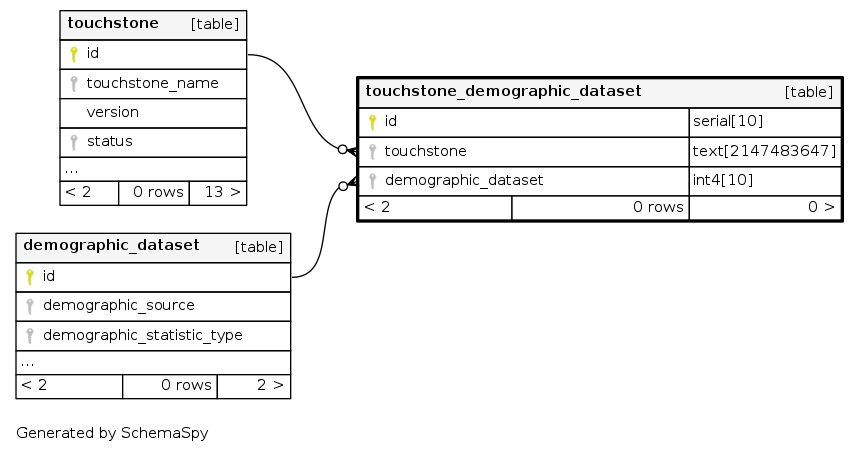 touchstone [table]
id
touchstone_name
version
status
...
< 2 0 rows 13 >
touchstone_demographic_dataset [table]
id serial[10]
touchstone text[2147483647]
demographic_dataset int4[10]
< 2 0 rows 0 >
demographic_dataset [table]
id
demographic_source
demographic_statistic_type
...
< 2 0 rows 2 >
Generated by SchemaSpy